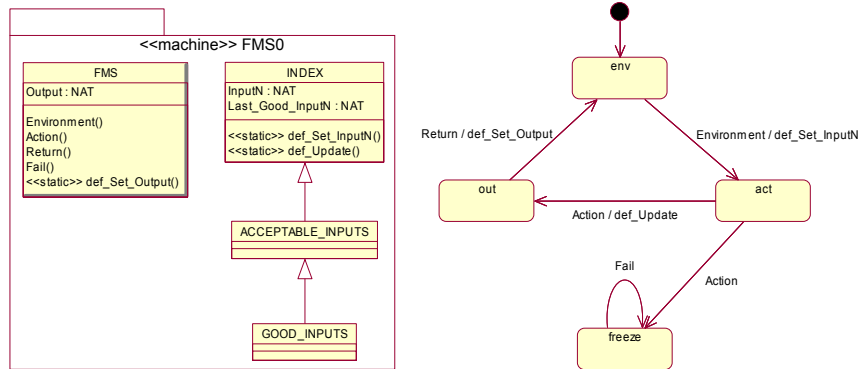 <<machine>> FMS0
FMS
Output : NAT
Environment()
Action()
Return()
Fail()
<<static>> def_Set_Output()
INDEX
InputN : NAT
Last_Good_InputN : NAT
<<static>> def_Set_InputN()
<<static>> def_Update()
ACCEPTABLE_INPUTS
GOOD_INPUTS
env
Return / def_Set_Output
Environment / def_Set_InputN
out
act
Action / def_Update
Fail
Action
freeze